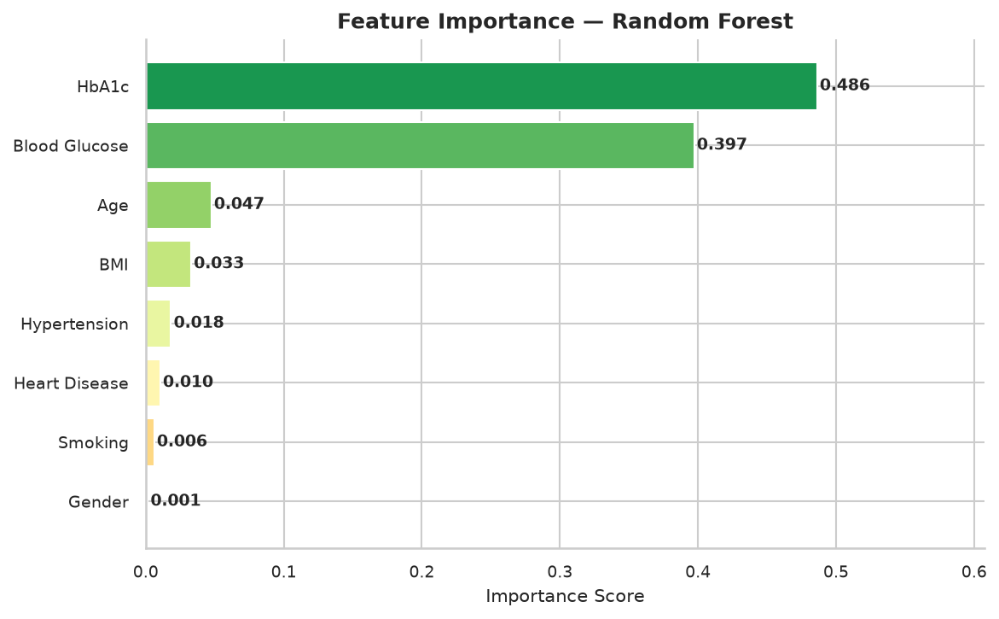 Feature Importance — Random Forest
HbA1c 0.486
Blood Glucose 0.397
Age 0.047
BMI 0.033
Hypertension 0.018
Heart Disease 0.010
Smoking 0.006
Gender 0.001
0.0 0.1 0.2 0.3 0.4 0.5 0.6
Importance Score